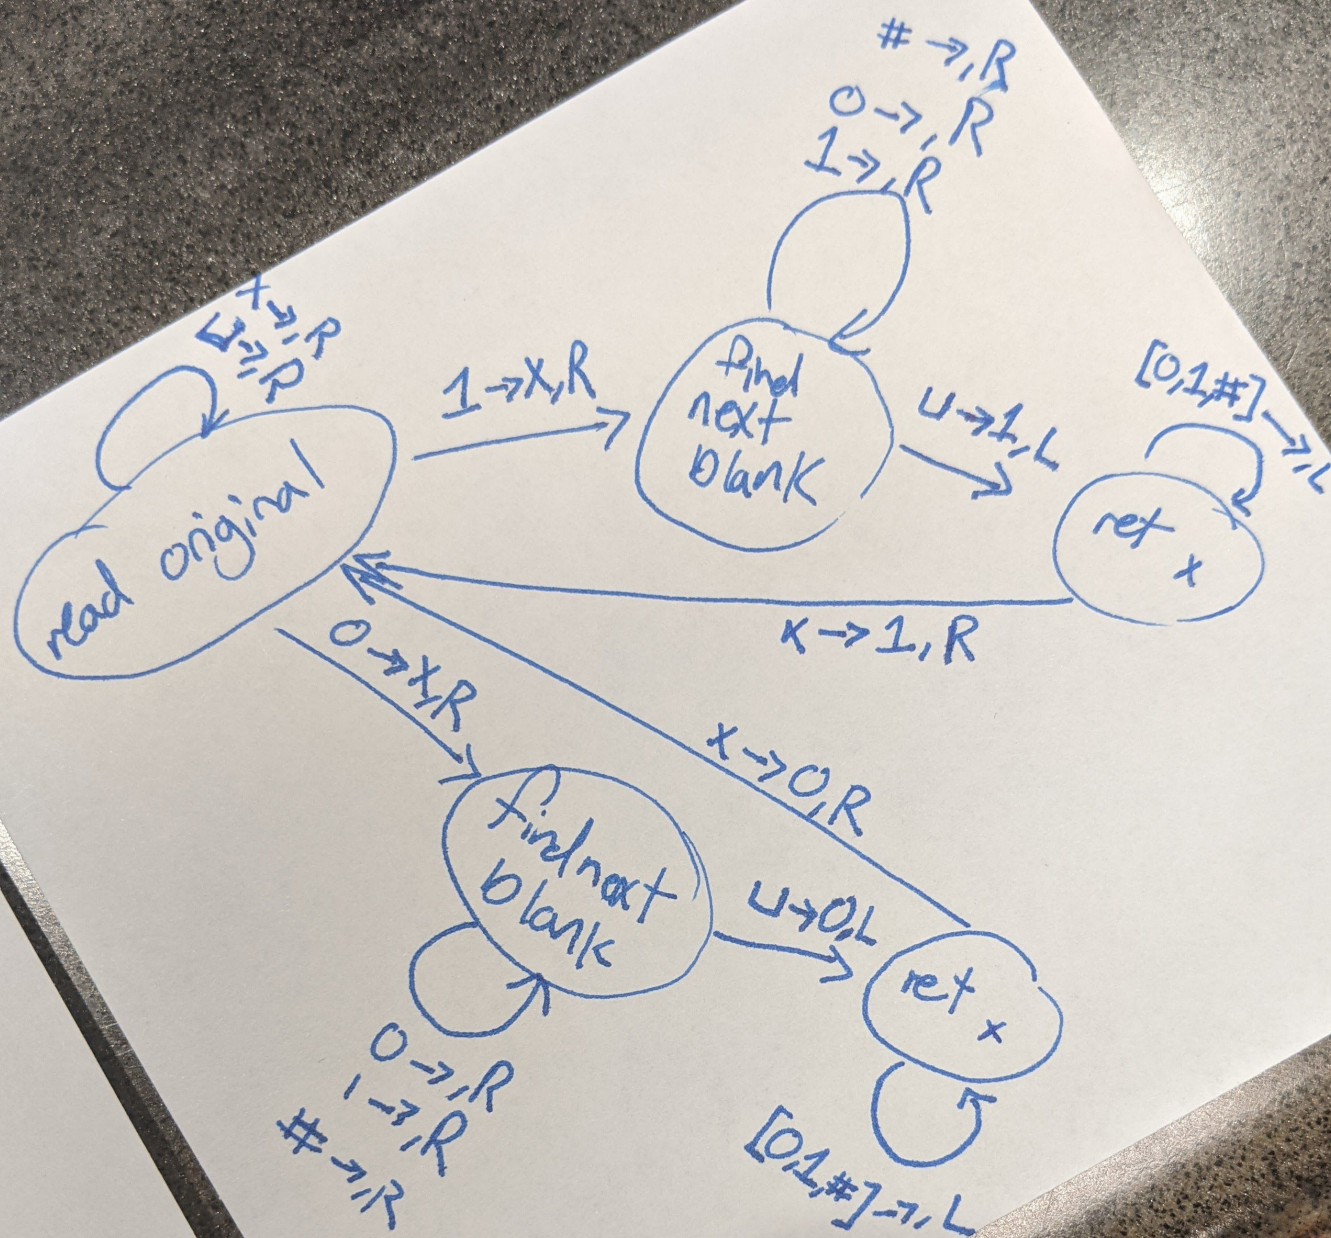 # →, R
0 →, R
1 →, R
x →, R
⊔ →, R
1 → X, R
find
next
blank
⊔ → 1, L
[0,1,#] →, L
read original
ret
x
x → 1, R
0 → X, R
x → 0, R
find next
blank
⊔ → 0, L
ret
x
0 →, R
1 →, R
# →, R
[0,1,#] →, L